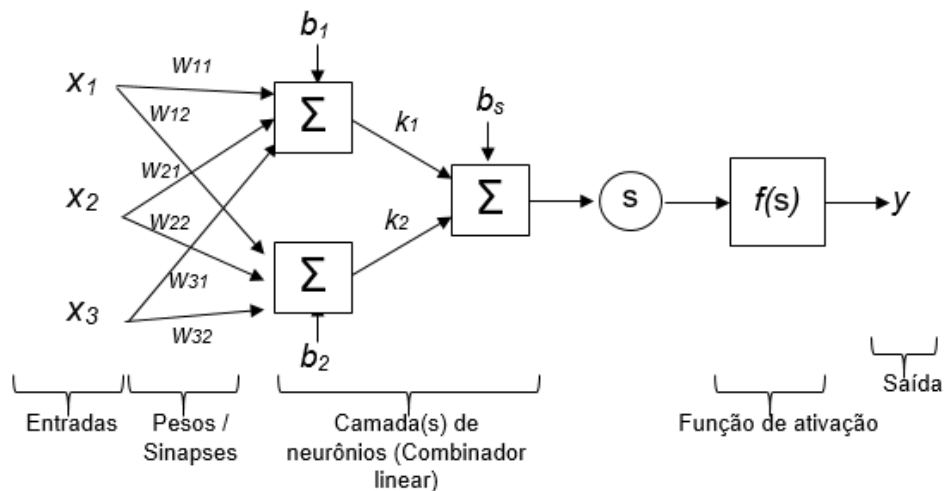 b1
x1
W11
Σ
W12
bs
k1
W21
x2
Σ
s
f(s)
y
W22
k2
Σ
W31
x3
W32
b2
Entradas
Pesos /
Sinapses
Camada(s) de
neurônios (Combinador
linear)
Função de ativação
Saída